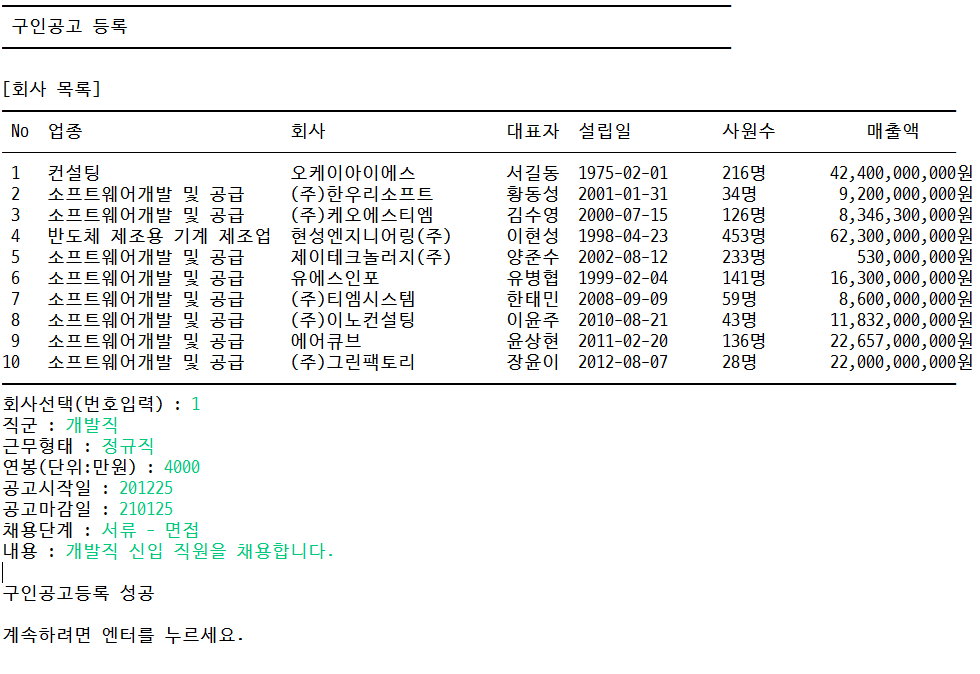 구인공고 등록
[회사 목록]
No 업종 회사 대표자 설립일 사원수 매출액
1 컨설팅 오케이아이에스 서길동 1975-02-01 216명 42,400,000,000원
2 소프트웨어개발 및 공급 (주)한우리소프트 황동성 2001-01-31 34명 9,200,000,000원
3 소프트웨어개발 및 공급 (주)케오에스티엠 김수영 2000-07-15 126명 8,346,300,000원
4 반도체 제조용 기계 제조업 현성엔지니어링(주) 이현성 1998-04-23 453명 62,300,000,000원
5 소프트웨어개발 및 공급 제이테크놀러지(주) 양준수 2002-08-12 233명 530,000,000원
6 소프트웨어개발 및 공급 유에스인포 유병협 1999-02-04 141명 16,300,000,000원
7 소프트웨어개발 및 공급 (주)티엠시스템 한태민 2008-09-09 59명 8,600,000,000원
8 소프트웨어개발 및 공급 (주)이노컨설팅 이윤주 2010-08-21 43명 11,832,000,000원
9 소프트웨어개발 및 공급 에어큐브 윤상현 2011-02-20 136명 22,657,000,000원
10 소프트웨어개발 및 공급 (주)그린팩토리 장윤이 2012-08-07 28명 22,000,000,000원
회사선택(번호입력) : 1
직군 : 개발직
근무형태 : 정규직
연봉(단위:만원) : 4000
공고시작일 : 201225
공고마감일 : 210125
채용단계 : 서류 - 면접
내용 : 개발직 신입 직원을 채용합니다.
구인공고등록 성공
계속하려면 엔터를 누르세요.